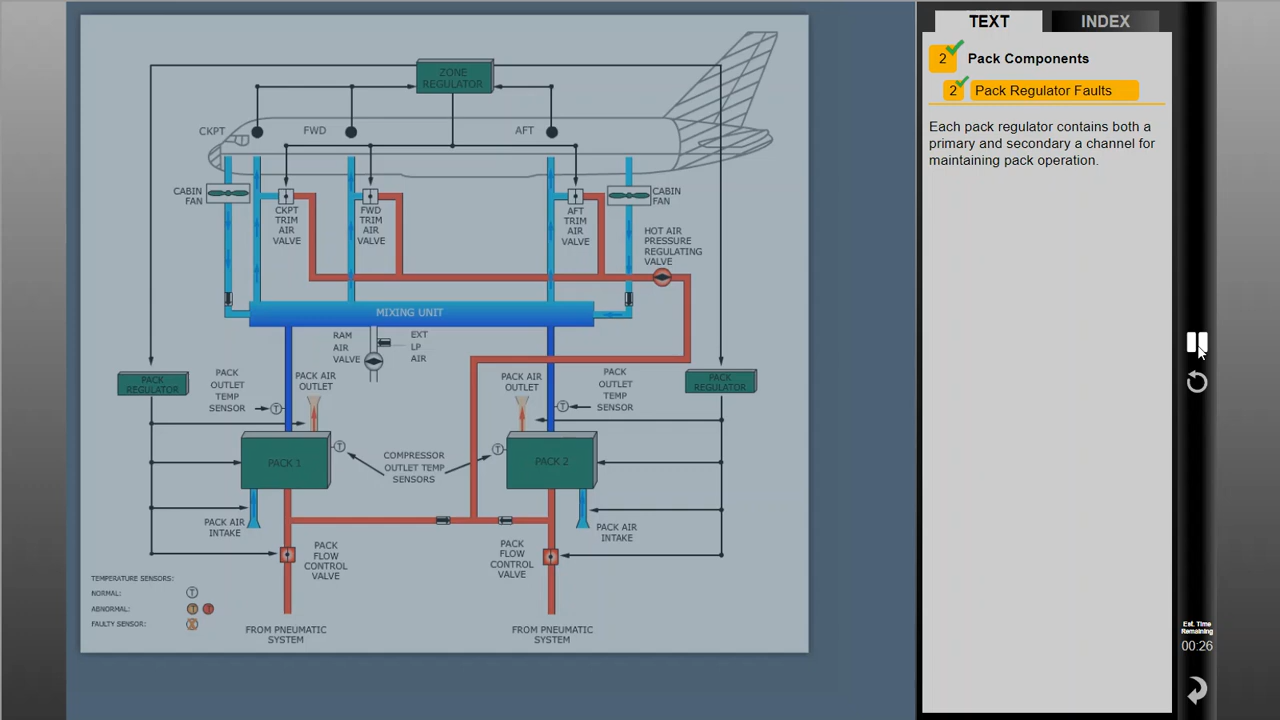 TEXT
INDEX
2 Pack Components
2 Pack Regulator Faults
Each pack regulator contains both a
primary and secondary a channel for
maintaining pack operation.
ZONE
REGULATOR
CKPT
FWD
AFT
CABIN
FAN
CKPT
TRIM
AIR
VALVE
FWD
TRIM
AIR
VALVE
AFT
TRIM
AIR
VALVE
CABIN
FAN
HOT AIR
PRESSURE
REGULATING
VALVE
MIXING UNIT
RAM
AIR
VALVE
EXT
LP
AIR
PACK
REGULATOR
PACK
OUTLET
TEMP
SENSOR
T
PACK AIR
OUTLET
PACK AIR
OUTLET
PACK
OUTLET
TEMP
SENSOR
T
PACK
REGULATOR
PACK 1
T
COMPRESSOR
OUTLET TEMP
SENSORS
T
PACK 2
PACK AIR
INTAKE
PACK AIR
INTAKE
PACK
FLOW
CONTROL
VALVE
PACK
FLOW
CONTROL
VALVE
TEMPERATURE SENSORS:
NORMAL: T
ABNORMAL: T T
FAULTY SENSOR:
FROM PNEUMATIC
SYSTEM
FROM PNEUMATIC
SYSTEM
Est. Time
Remaining
00:26